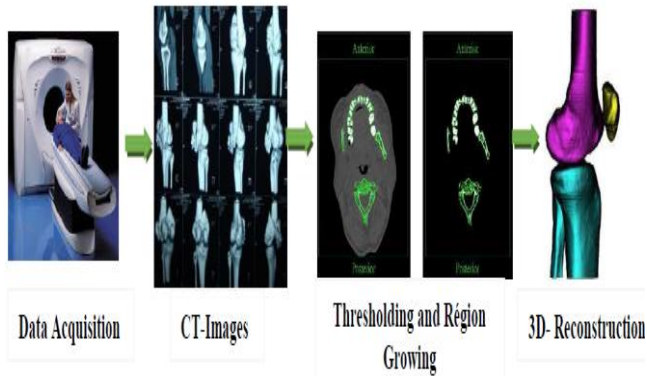 Anterior
Anterior
Posterior
Posterior
Data Acquisition
CT-Images
Thresholding and Région
Growing
3D- Reconstruction